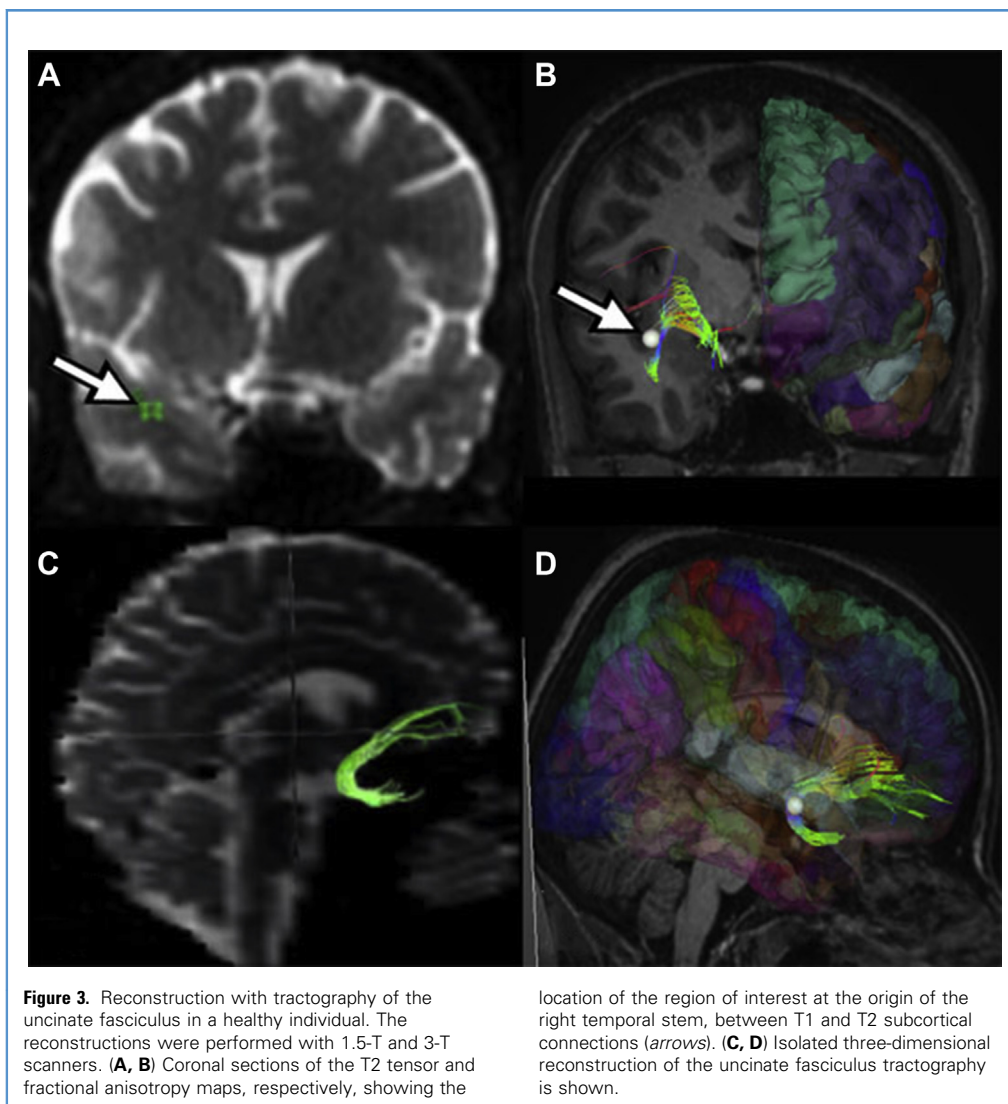 A
B
C
D
Figure 3. Reconstruction with tractography of the
uncinate fasciculus in a healthy individual. The
reconstructions were performed with 1.5-T and 3-T
scanners. (A, B) Coronal sections of the T2 tensor and
fractional anisotropy maps, respectively, showing the
location of the region of interest at the origin of the
right temporal stem, between T1 and T2 subcortical
connections (arrows). (C, D) Isolated three-dimensional
reconstruction of the uncinate fasciculus tractography
is shown.